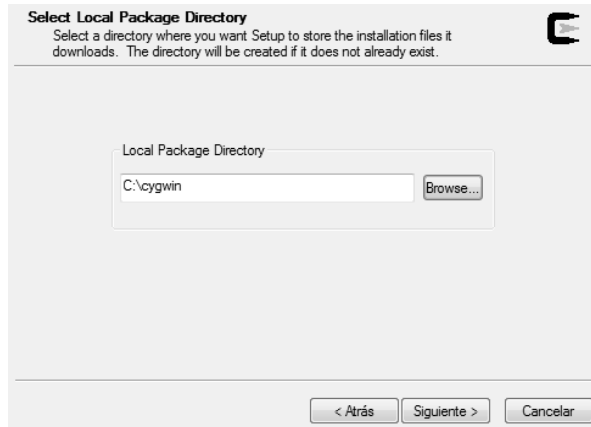 Select Local Package Directory
Select a directory where you want Setup to store the installation files it
downloads. The directory will be created if it does not already exist.
Local Package Directory
C:\cygwin
Browse...
< Atrás
Siguiente >
Cancelar